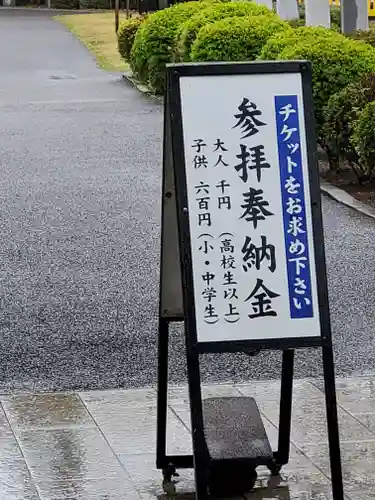 チケットをお求め下さい
参拝奉納金
大人 千円(高校生以上)
子供 六百円(小・中学生)